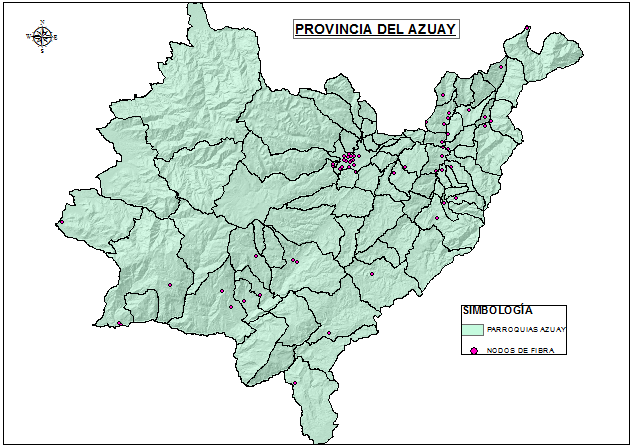 PROVINCIA DEL AZUAY
N
W E
S
SIMBOLOGÍA
PARROQUIAS AZUAY
NODOS DE FIBRA